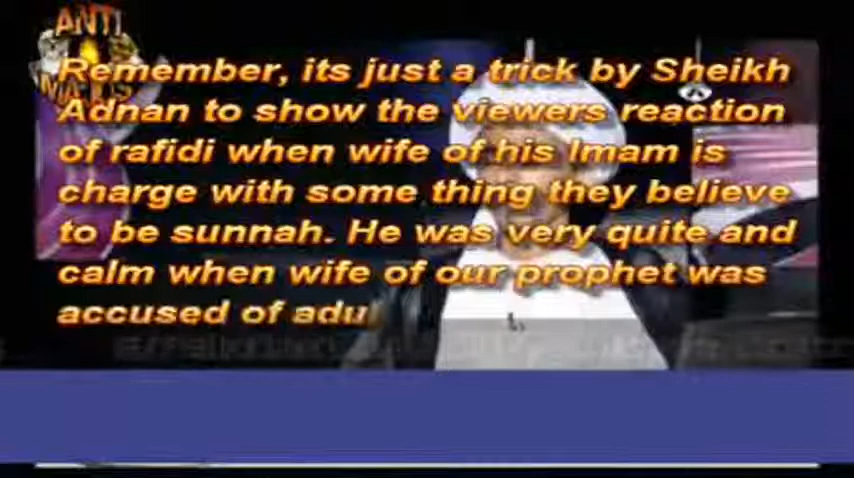 ANTI
MAJOS
Remember, its just a trick by Sheikh
Adnan to show the viewers reaction
of rafidi when wife of his Imam is
charge with some thing they believe
to be sunnah. He was very quite and
calm when wife of our prophet was
accused of adu